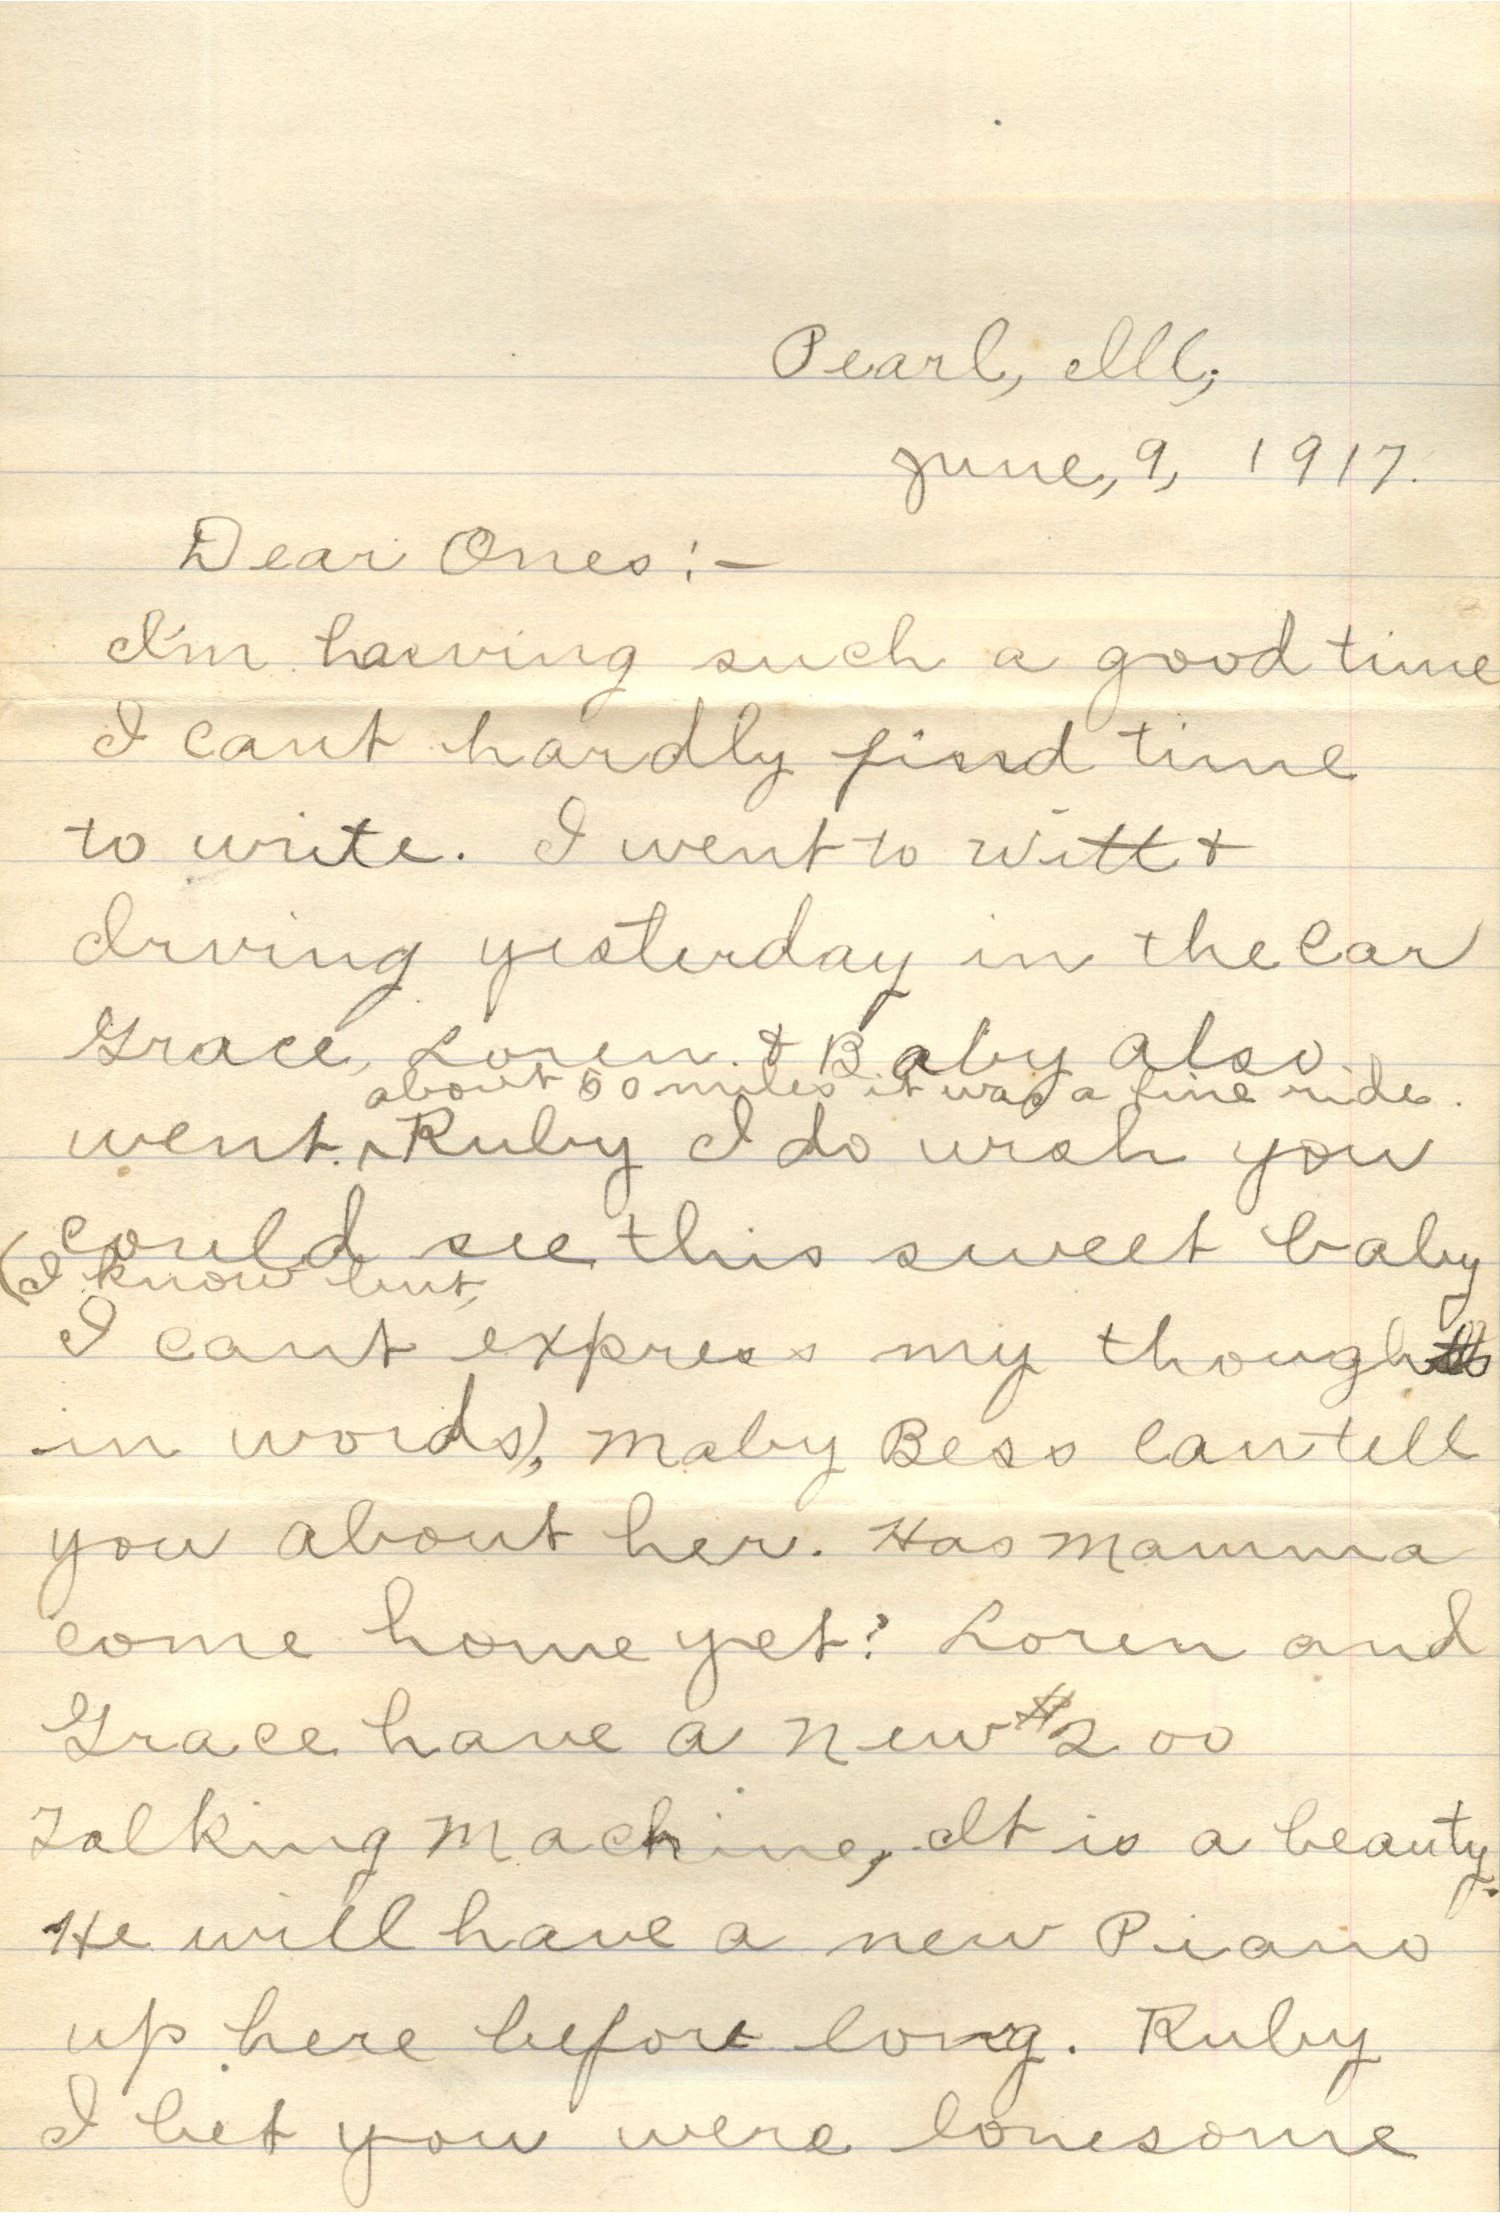 Pearl, Ill,
June, 9, 1917.
Dear Ones:-
I'm having such a good time
I cant hardly find time
to write. I went to Witt &
Irving yesterday in the Car
Grace, Loren & Baby also
about 50 miles it was a fine ride.
went. ^ Ruby I do wish you
could see this sweet baby
(I know but,
I cant express my thoughts
in words), Maby Bess Can tell
you about her. Has Mamma
come home yet? Loren and
Grace have a New $200
Talking Machine, It is a beauty.
He will have a new Piano
up here before long. Ruby
I bet you were lonesome